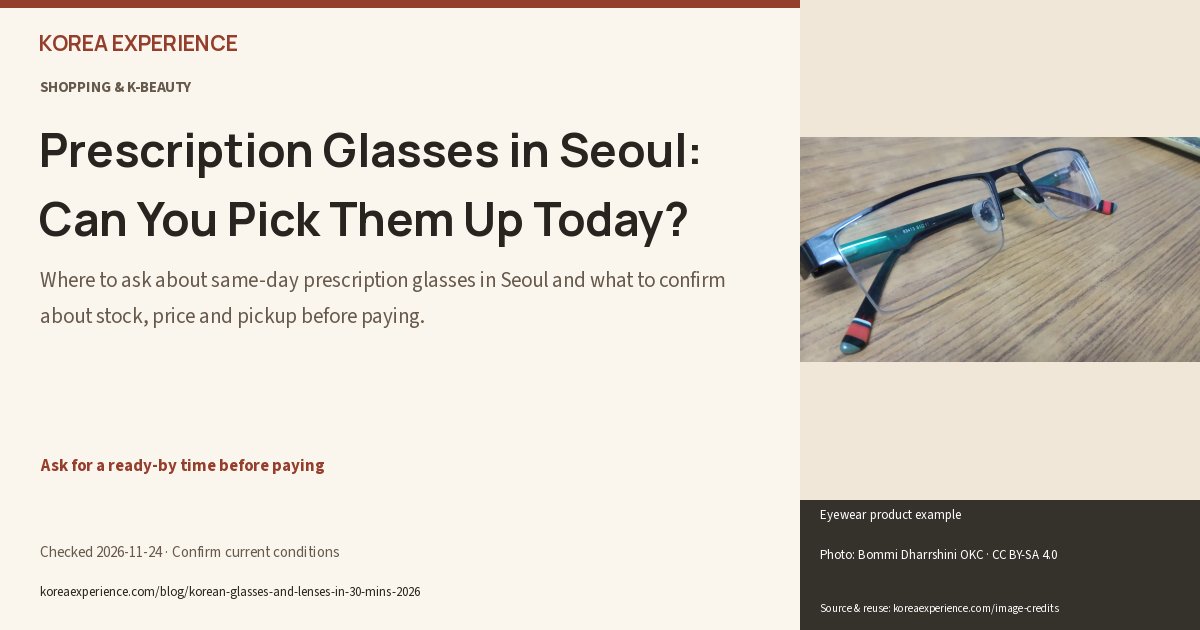 KOREA EXPERIENCE
SHOPPING & K-BEAUTY
Prescription Glasses in Seoul:
Can You Pick Them Up Today?
Where to ask about same-day prescription glasses in Seoul and what to confirm
about stock, price and pickup before paying.
Ask for a ready-by time before paying
Checked 2026-11-24 · Confirm current conditions
koreaexperience.com/blog/korean-glasses-and-lenses-in-30-mins-2026
Eyewear product example
Photo: Bommi Dharrshini OKC · CC BY-SA 4.0
Source & reuse: koreaexperience.com/image-credits